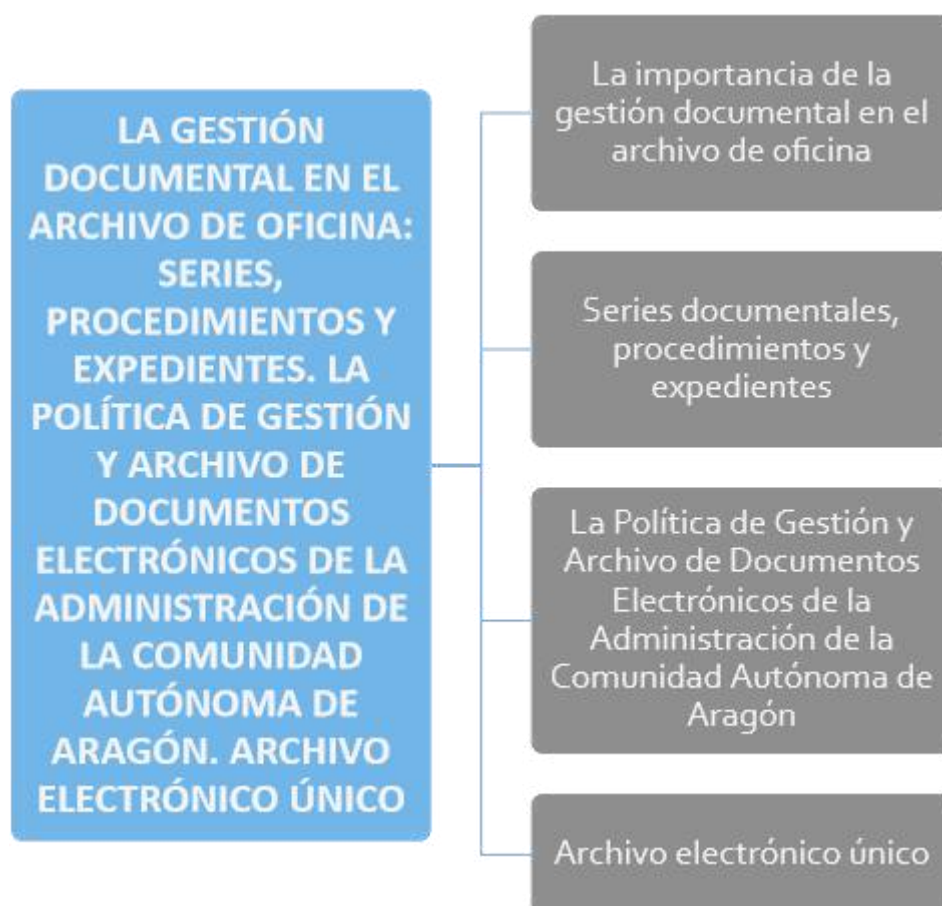 LA GESTIÓN
DOCUMENTAL EN EL
ARCHIVO DE OFICINA:
SERIES,
PROCEDIMIENTOS Y
EXPEDIENTES. LA
POLÍTICA DE GESTIÓN
Y ARCHIVO DE
DOCUMENTOS
ELECTRÓNICOS DE LA
ADMINISTRACIÓN DE
LA COMUNIDAD
AUTÓNOMA DE
ARAGÓN. ARCHIVO
ELECTRÓNICO ÚNICO
La importancia de la
gestión documental en el
archivo de oficina
Series documentales,
procedimientos y
expedientes
La Política de Gestión y
Archivo de Documentos
Electrónicos de la
Administración de la
Comunidad Autónoma de
Aragón
Archivo electrónico único